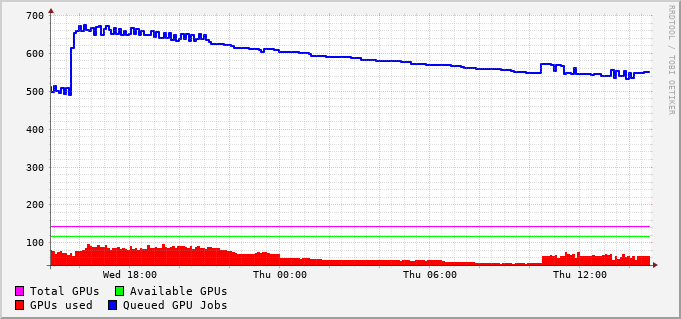 700
600
500
400
300
200
100
Wed 18:00 Thu 00:00 Thu 06:00 Thu 12:00
Total GPUs Available GPUs
GPUs used Queued GPU Jobs
RRDTOOL / TOBI OETIKER